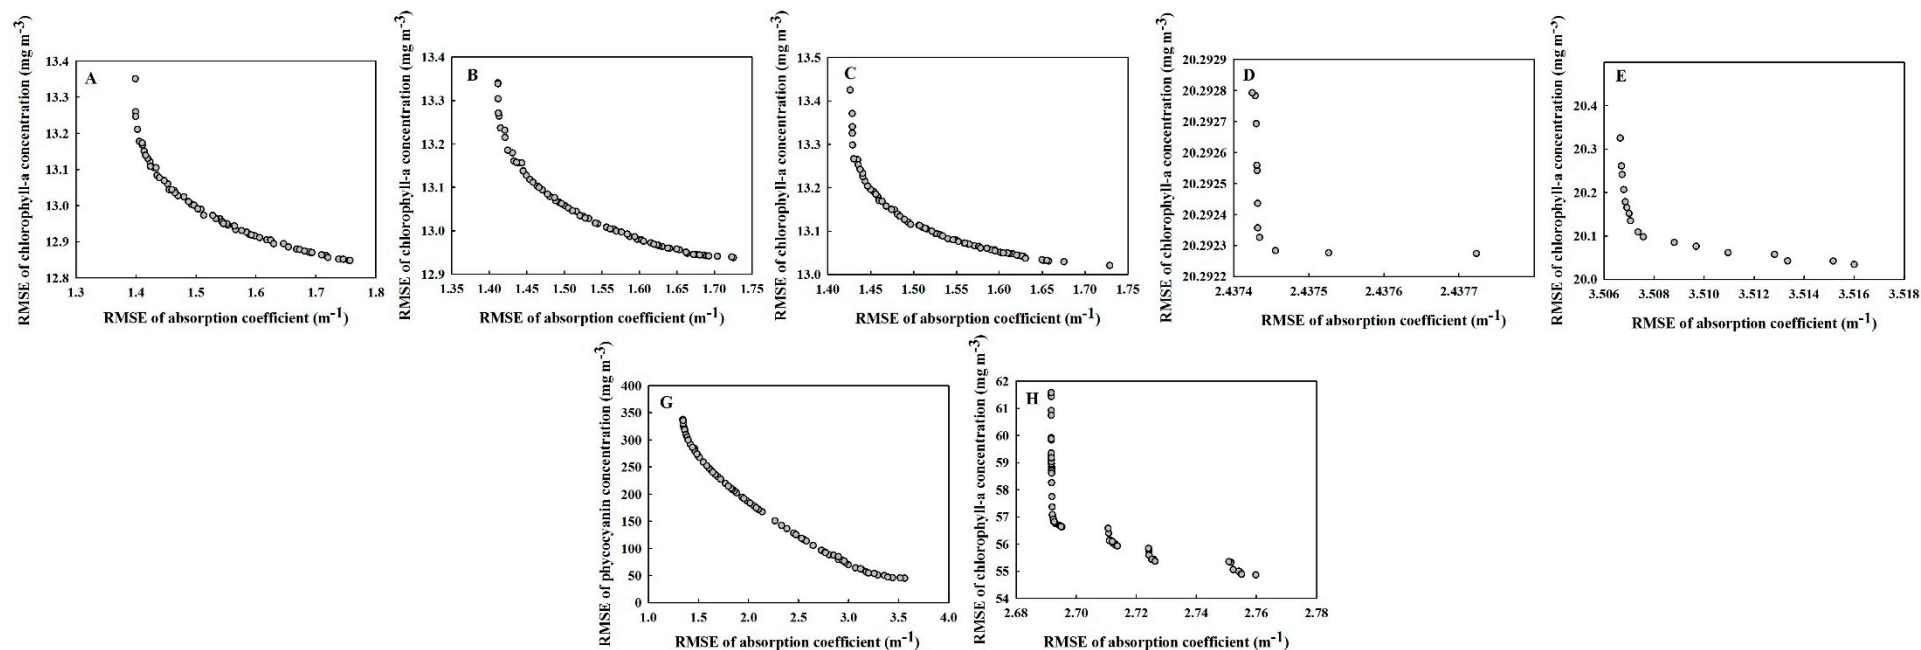 RMSE of chlorophyll-a concentration (mg m-3)
A
13.4
13.3
13.2
13.1
13.0
12.9
12.8
1.3 1.4 1.5 1.6 1.7 1.8
RMSE of absorption coefficient (m-1)
RMSE of chlorophyll-a concentration (mg m-3)
B
13.4
13.3
13.2
13.1
13.0
12.9
1.35 1.40 1.45 1.50 1.55 1.60 1.65 1.70 1.75
RMSE of absorption coefficient (m-1)
RMSE of chlorophyll-a concentration (mg m-3)
C
13.5
13.4
13.3
13.2
13.1
13.0
1.40 1.45 1.50 1.55 1.60 1.65 1.70 1.75
RMSE of absorption coefficient (m-1)
RMSE of chlorophyll-a concentration (mg m-3)
D
20.2929
20.2928
20.2927
20.2926
20.2925
20.2924
20.2923
20.2922
2.4374 2.4375 2.4376 2.4377
RMSE of absorption coefficient (m-1)
RMSE of chlorophyll-a concentration (mg m-3)
E
20.4
20.3
20.2
20.1
20.0
3.506 3.508 3.510 3.512 3.514 3.516 3.518
RMSE of absorption coefficient (m-1)
RMSE of phycocyanin concentration (mg m-3)
G
400
350
300
250
200
150
100
50
0
1.0 1.5 2.0 2.5 3.0 3.5 4.0
RMSE of absorption coefficient (m-1)
RMSE of chlorophyll-a concentration (mg m-3)
H
62
61
60
59
58
57
56
55
54
2.68 2.70 2.72 2.74 2.76 2.78
RMSE of absorption coefficient (m-1)